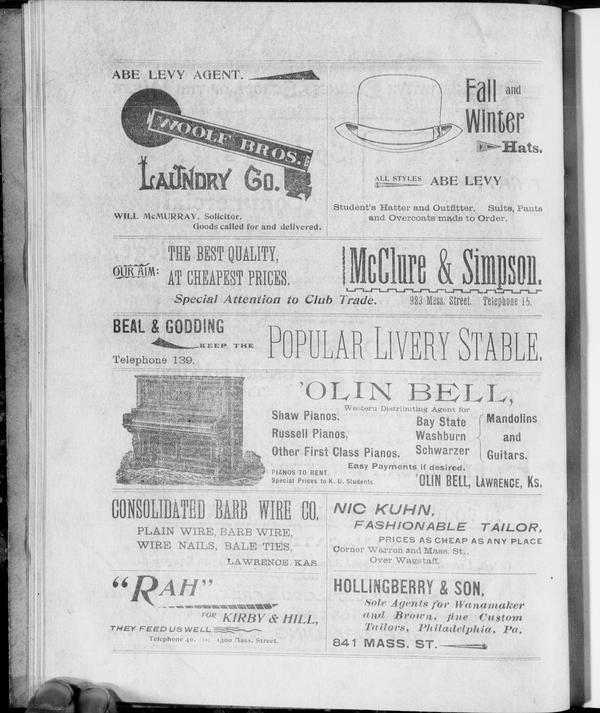 ABE LEVY AGENT.
WOOLF BROS.
LAUNDRY CO.
WILL McMURRAY, Solicitor.
Goods called for and delivered.
Fall and
Winter
Hats.
ALL STYLES ABE LEVY
Student's Hatter and Outfitter. Suits, Pants
and Overcoats made to Order.
OUR AIM:
THE BEST QUALITY,
AT CHEAPEST PRICES.
Special Attention to Club Trade.
McClure & Simpson.
983 Mass. Street. Telephone 15.
BEAL & GODDING
KEEP THE
Telephone 139.
POPULAR LIVERY STABLE.
'OLIN BELL,
Western Distributing Agent for
Shaw Pianos,
Russell Pianos,
Other First Class Pianos.
Bay State
Washburn
Schwarzer
Mandolins
and
Guitars.
Easy Payments if desired.
PIANOS TO RENT.
Special Prices to K. U. Students.
'OLIN BELL, LAWRENCE, KS.
CONSOLIDATED BARB WIRE CO.
PLAIN WIRE, BARB WIRE,
WIRE NAILS, BALE TIES,
LAWRENCE, KAS.
NIC KUHN,
FASHIONABLE TAILOR,
PRICES AS CHEAP AS ANY PLACE
Corner Warren and Mass. St.,
Over Wagstaff.
"RAH"
FOR KIRBY & HILL,
THEY FEED US WELL
Telephone 40. 1300 Mass. Street.
HOLLINGBERRY & SON,
Sole Agents for Wanamaker
and Brown, fine Custom
Tailors, Philadelphia, Pa.
841 MASS. ST.